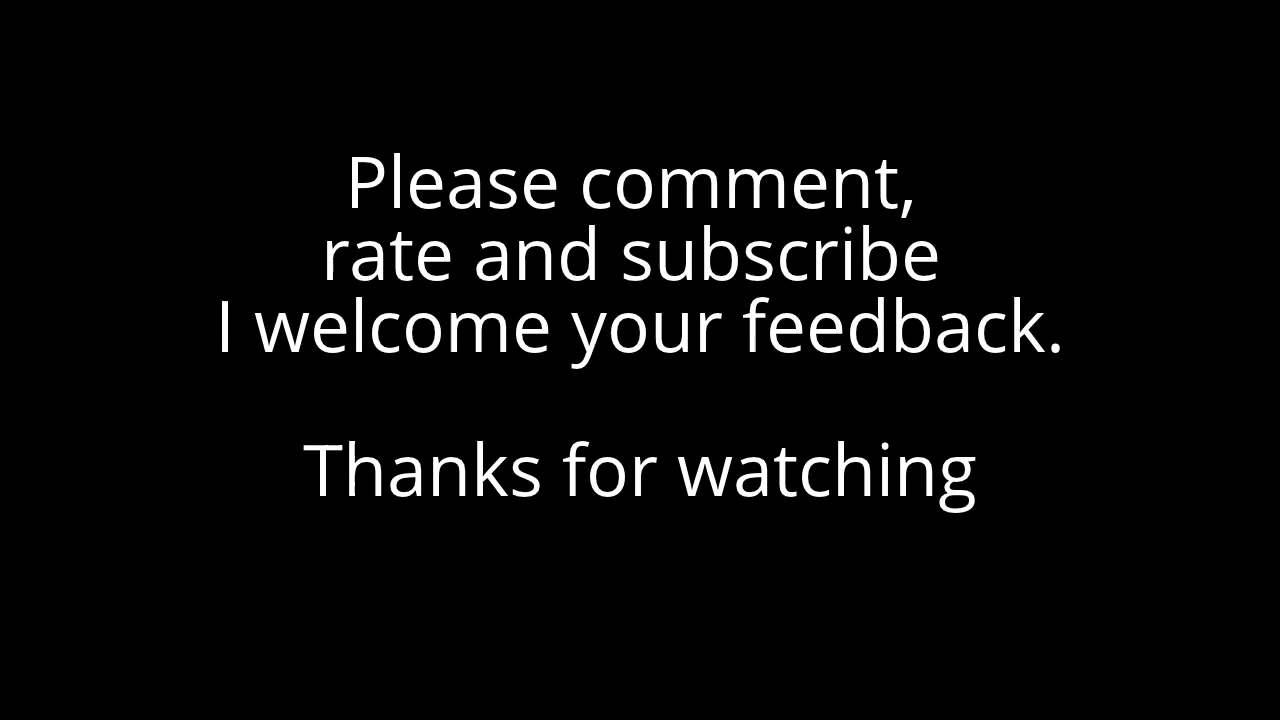 Please comment,
rate and subscribe
I welcome your feedback.
Thanks for watching